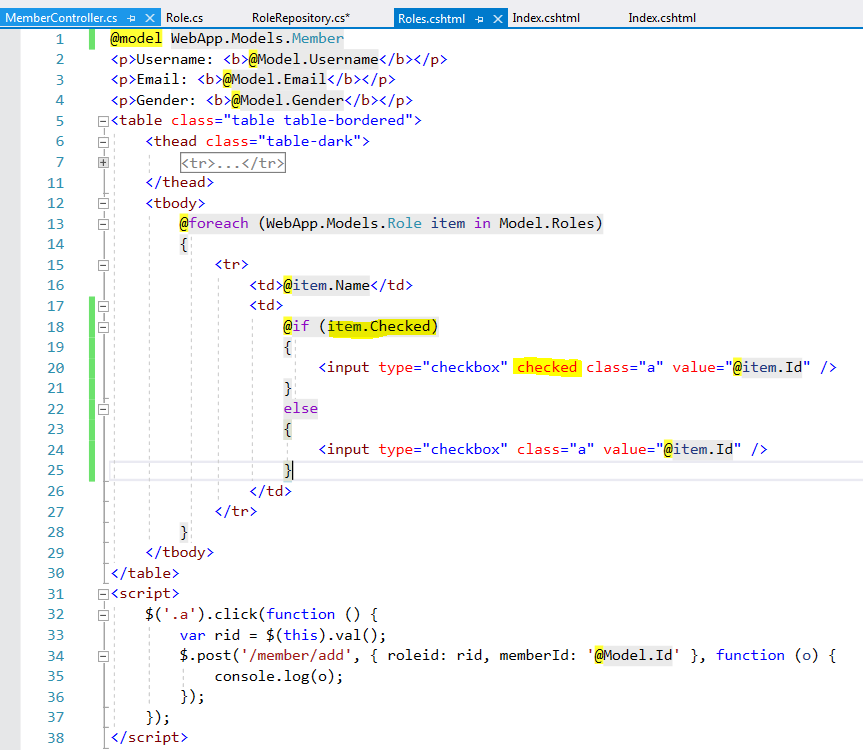 MemberController.cs Role.cs RoleRepository.cs* Roles.cshtml Index.cshtml Index.cshtml
1 @model WebApp.Models.Member
2 <p>Username: <b>@Model.Username</b></p>
3 <p>Email: <b>@Model.Email</b></p>
4 <p>Gender: <b>@Model.Gender</b></p>
5 <table class="table table-bordered">
6 <thead class="table-dark">
7 <tr>...</tr>
11 </thead>
12 <tbody>
13 @foreach (WebApp.Models.Role item in Model.Roles)
14 {
15 <tr>
16 <td>@item.Name</td>
17 <td>
18 @if (item.Checked)
19 {
20 <input type="checkbox" checked class="a" value="@item.Id" />
21 }
22 else
23 {
24 <input type="checkbox" class="a" value="@item.Id" />
25 }
26 </td>
27 </tr>
28 }
29 </tbody>
30 </table>
31 <script>
32 $('.a').click(function () {
33 var rid = $(this).val();
34 $.post('/member/add', { roleid: rid, memberId: '@Model.Id' }, function (o) {
35 console.log(o);
36 });
37 });
38 </script>